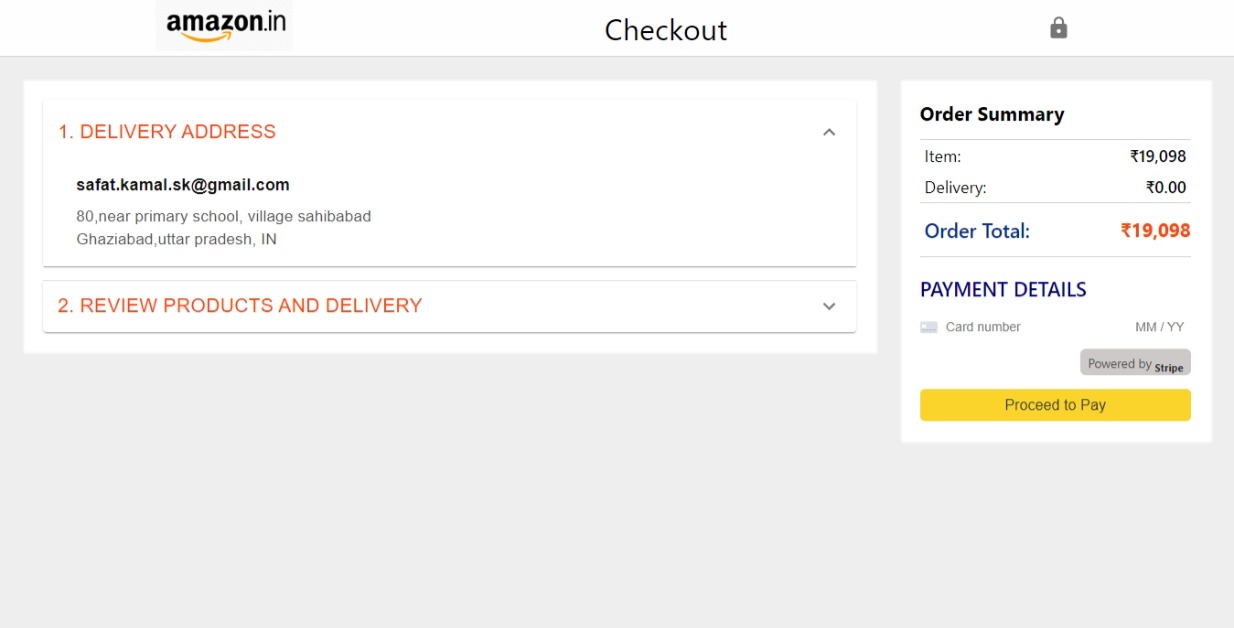 amazon.in
Checkout
1. DELIVERY ADDRESS
safat.kamal.sk@gmail.com
80,near primary school, village sahibabad
Ghaziabad,uttar pradesh, IN
2. REVIEW PRODUCTS AND DELIVERY
Order Summary
Item: ₹19,098
Delivery: ₹0.00
Order Total: ₹19,098
PAYMENT DETAILS
Card number MM / YY
Powered by Stripe
Proceed to Pay